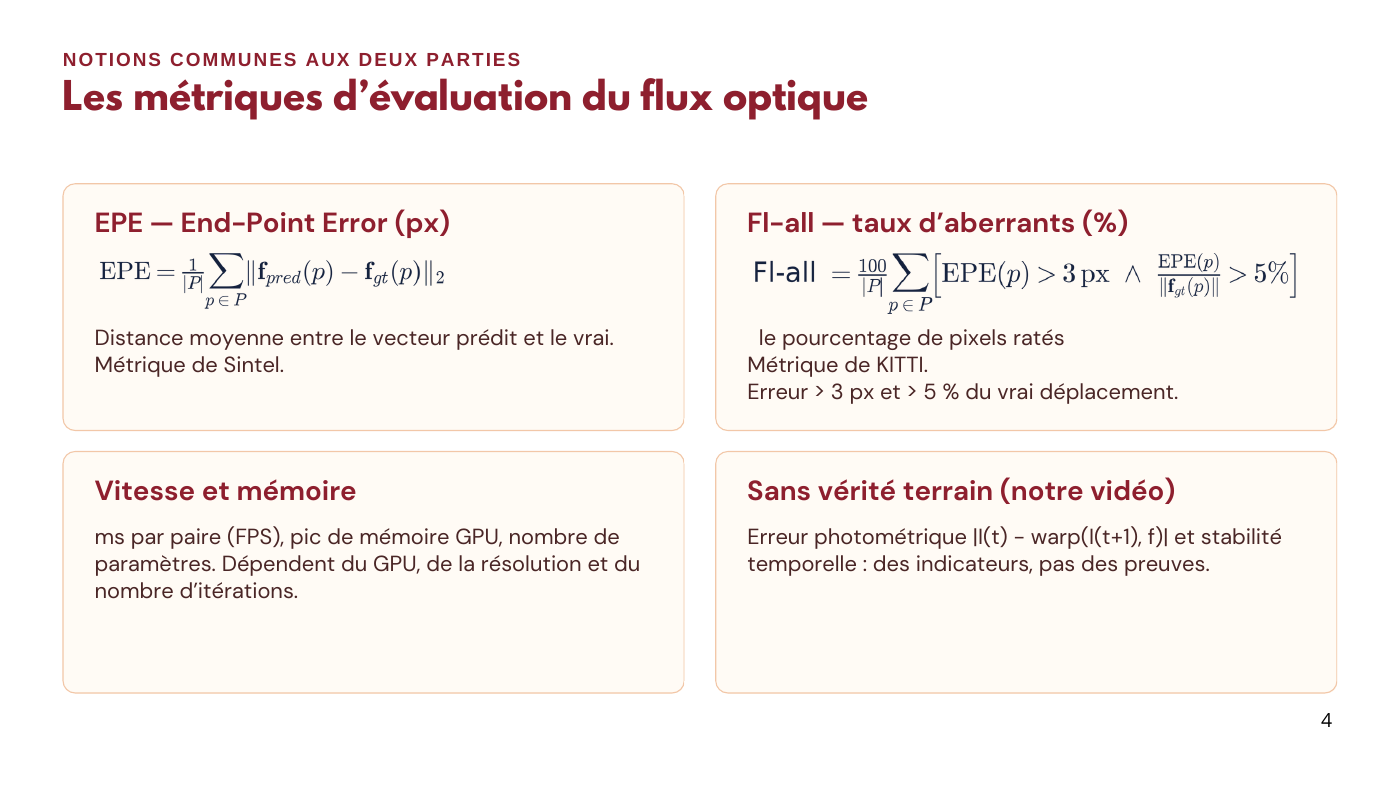 NOTIONS COMMUNES AUX DEUX PARTIES
Les métriques d’évaluation du flux optique
EPE — End-Point Error (px)
EPE = 1/|P| ∑_{p ∈ P} ‖f_pred(p) − f_gt(p)‖₂
Distance moyenne entre le vecteur prédit et le vrai.
Métrique de Sintel.
Fl-all — taux d’aberrants (%)
Fl-all = 100/|P| ∑_{p ∈ P} [EPE(p) > 3 px ∧ EPE(p)/‖f_gt(p)‖ > 5%]
le pourcentage de pixels ratés
Métrique de KITTI.
Erreur > 3 px et > 5 % du vrai déplacement.
Vitesse et mémoire
ms par paire (FPS), pic de mémoire GPU, nombre de
paramètres. Dépendent du GPU, de la résolution et du
nombre d’itérations.
Sans vérité terrain (notre vidéo)
Erreur photométrique |I(t) - warp(I(t+1), f)| et stabilité
temporelle : des indicateurs, pas des preuves.
4